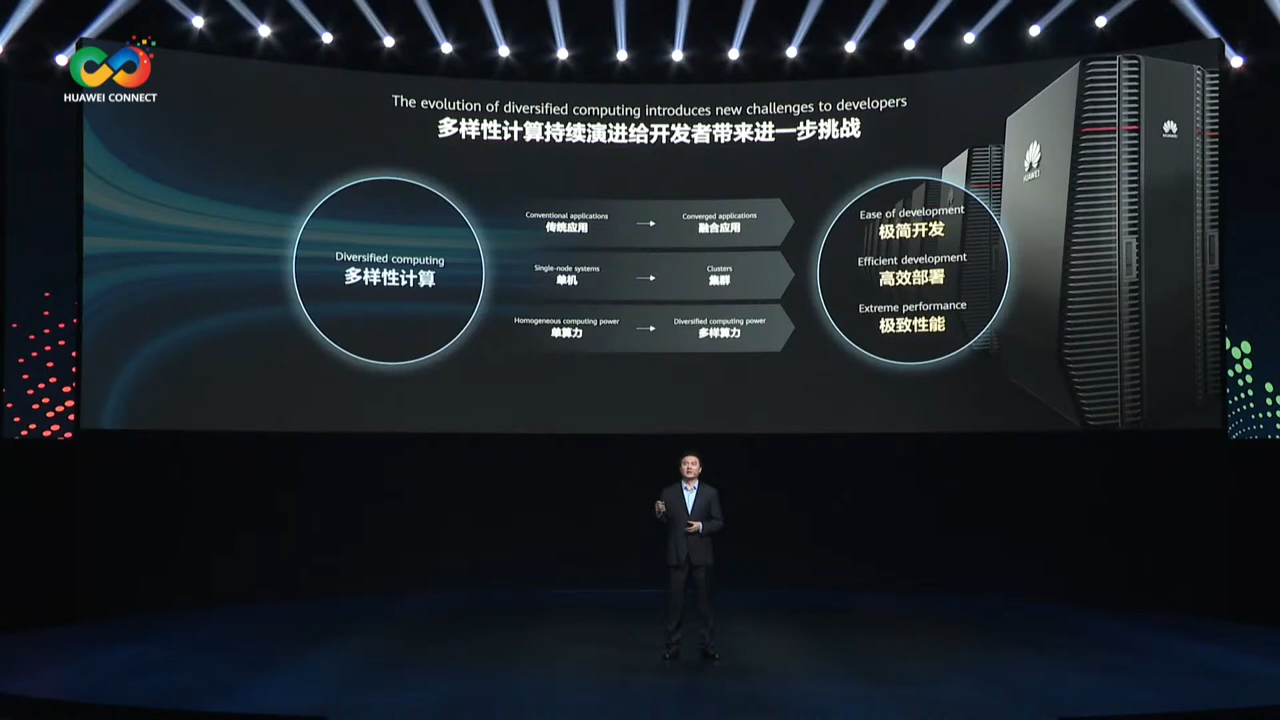 HUAWEI CONNECT
The evolution of diversified computing introduces new challenges to developers
多样性计算持续演进给开发者带来进一步挑战
Diversified computing
多样性计算
Conventional applications
传统应用
Converged applications
融合应用
Single-node systems
单机
Clusters
集群
Homogeneous computing power
单算力
Diversified computing power
多样算力
Ease of development
极简开发
Efficient development
高效部署
Extreme performance
极致性能
HUAWEI
HUAWEI